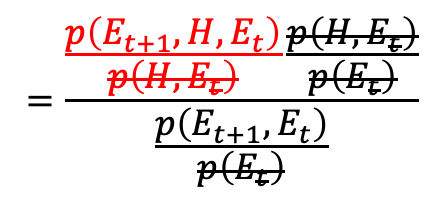 p(E_{t+1}, H, E_t) p(H, E_t)
p(H, E_t) p(E_t)
=
p(E_{t+1}, E_t)
p(E_t)